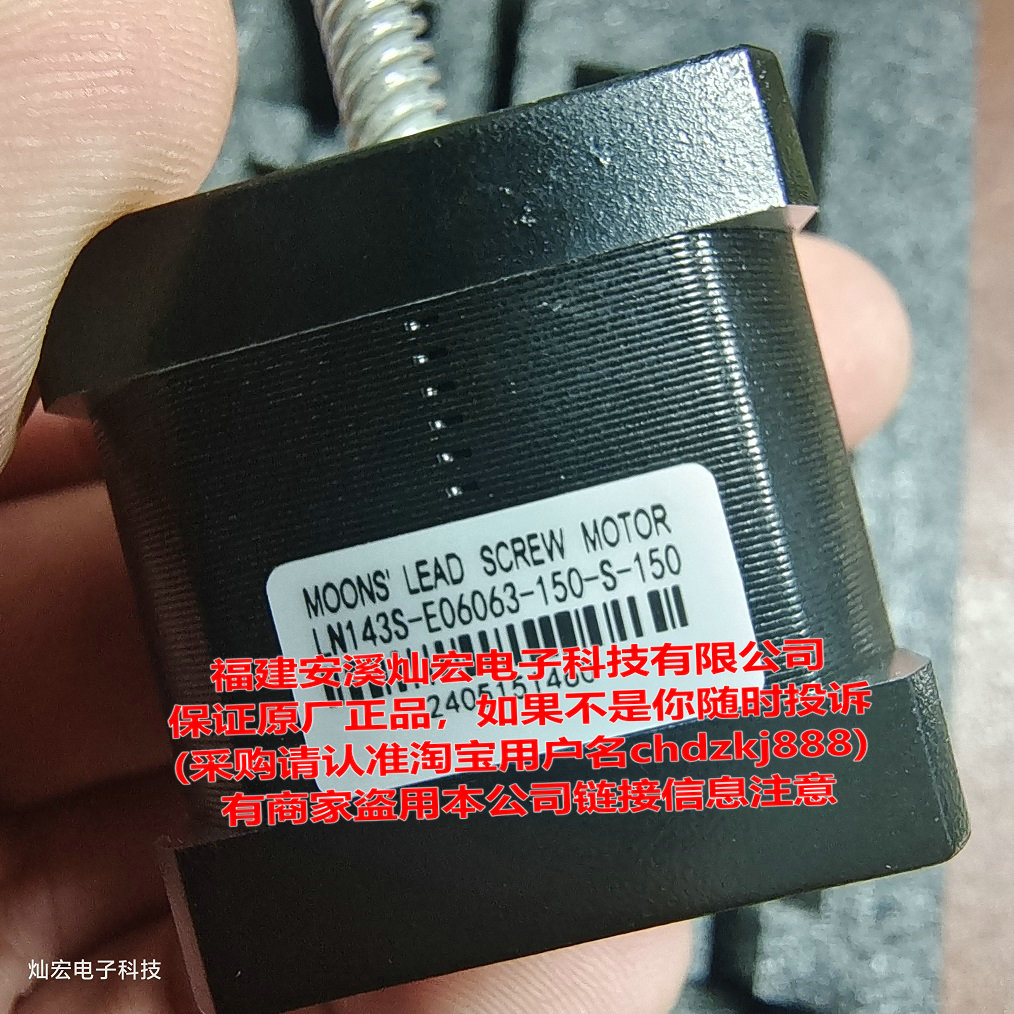 MOONS' LEAD SCREW MOTOR
LN143S-E06063-150-S-150
福建安溪灿宏电子科技有限公司
保证原厂正品，如果不是你随时投诉
(采购请认准淘宝用户名chdzkj888)
有商家盗用本公司链接信息注意
灿宏电子科技